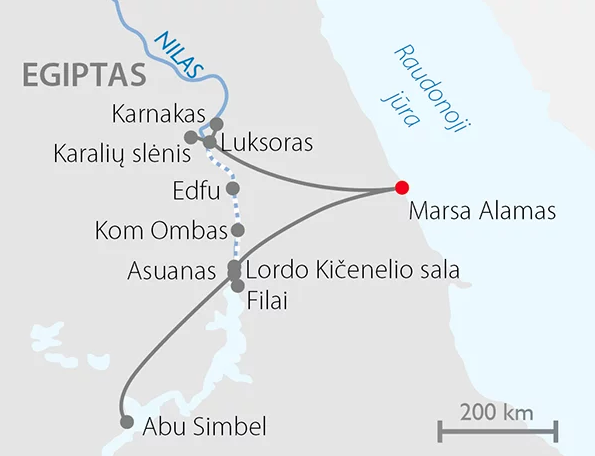 NILAS
Raudonoji
jūra
EGIPTAS
Karnakas
Luksoras
Karalių slėnis
Edfu
Marsa Alamas
Kom Ombas
Asuanas
Lordo Kičenelio sala
Filai
Abu Simbel
200 km